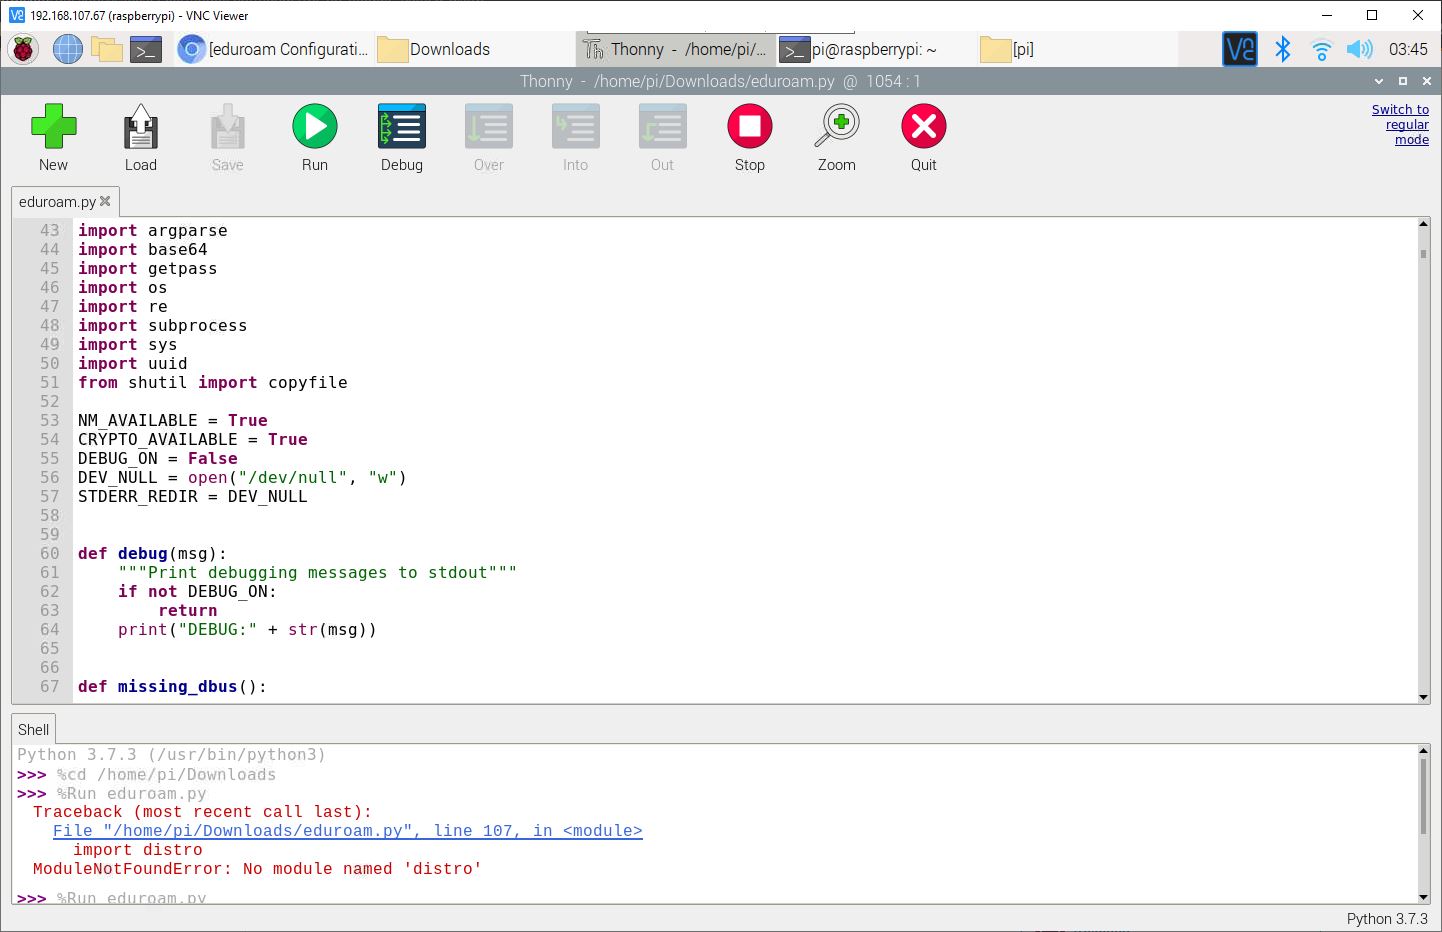 192.168.107.67 (raspberrypi) - VNC Viewer
[eduroam Configurati...
Downloads
Thonny - /home/pi/...
pi@raspberrypi: ~
[pi]
03:45
Thonny - /home/pi/Downloads/eduroam.py @ 1054 : 1
New
Load
Save
Run
Debug
Over
Into
Out
Stop
Zoom
Quit
Switch to
regular
mode
eduroam.py
43 import argparse
44 import base64
45 import getpass
46 import os
47 import re
48 import subprocess
49 import sys
50 import uuid
51 from shutil import copyfile
52
53 NM_AVAILABLE = True
54 CRYPTO_AVAILABLE = True
55 DEBUG_ON = False
56 DEV_NULL = open("/dev/null", "w")
57 STDERR_REDIR = DEV_NULL
58
59
60 def debug(msg):
61 """Print debugging messages to stdout"""
62 if not DEBUG_ON:
63 return
64 print("DEBUG:" + str(msg))
65
66
67 def missing_dbus():
Shell
Python 3.7.3 (/usr/bin/python3)
>>> %cd /home/pi/Downloads
>>> %Run eduroam.py
Traceback (most recent call last):
File "/home/pi/Downloads/eduroam.py", line 107, in <module>
import distro
ModuleNotFoundError: No module named 'distro'
>>> %Run eduroam.py
Python 3.7.3